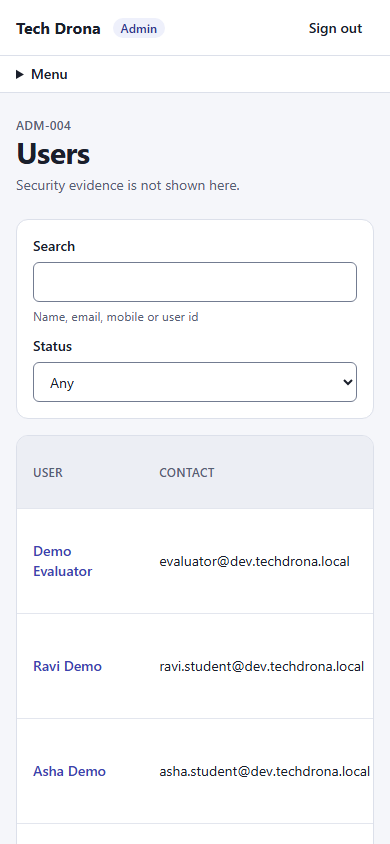 Tech Drona Admin Sign out
Menu
ADM-004
Users
Security evidence is not shown here.
Search
Name, email, mobile or user id
Status
Any
USER CONTACT
Demo
Evaluator
evaluator@dev.techdrona.local
Ravi Demo ravi.student@dev.techdrona.local
Asha Demo asha.student@dev.techdrona.local